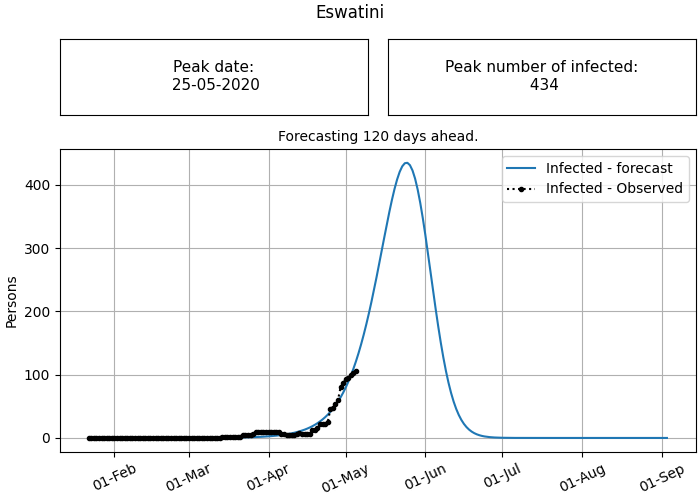 Eswatini
Peak date:
25-05-2020
Peak number of infected:
434
Forecasting 120 days ahead.
Infected - forecast
Infected - Observed
Persons
400
300
200
100
0
01-Feb
01-Mar
01-Apr
01-May
01-Jun
01-Jul
01-Aug
01-Sep